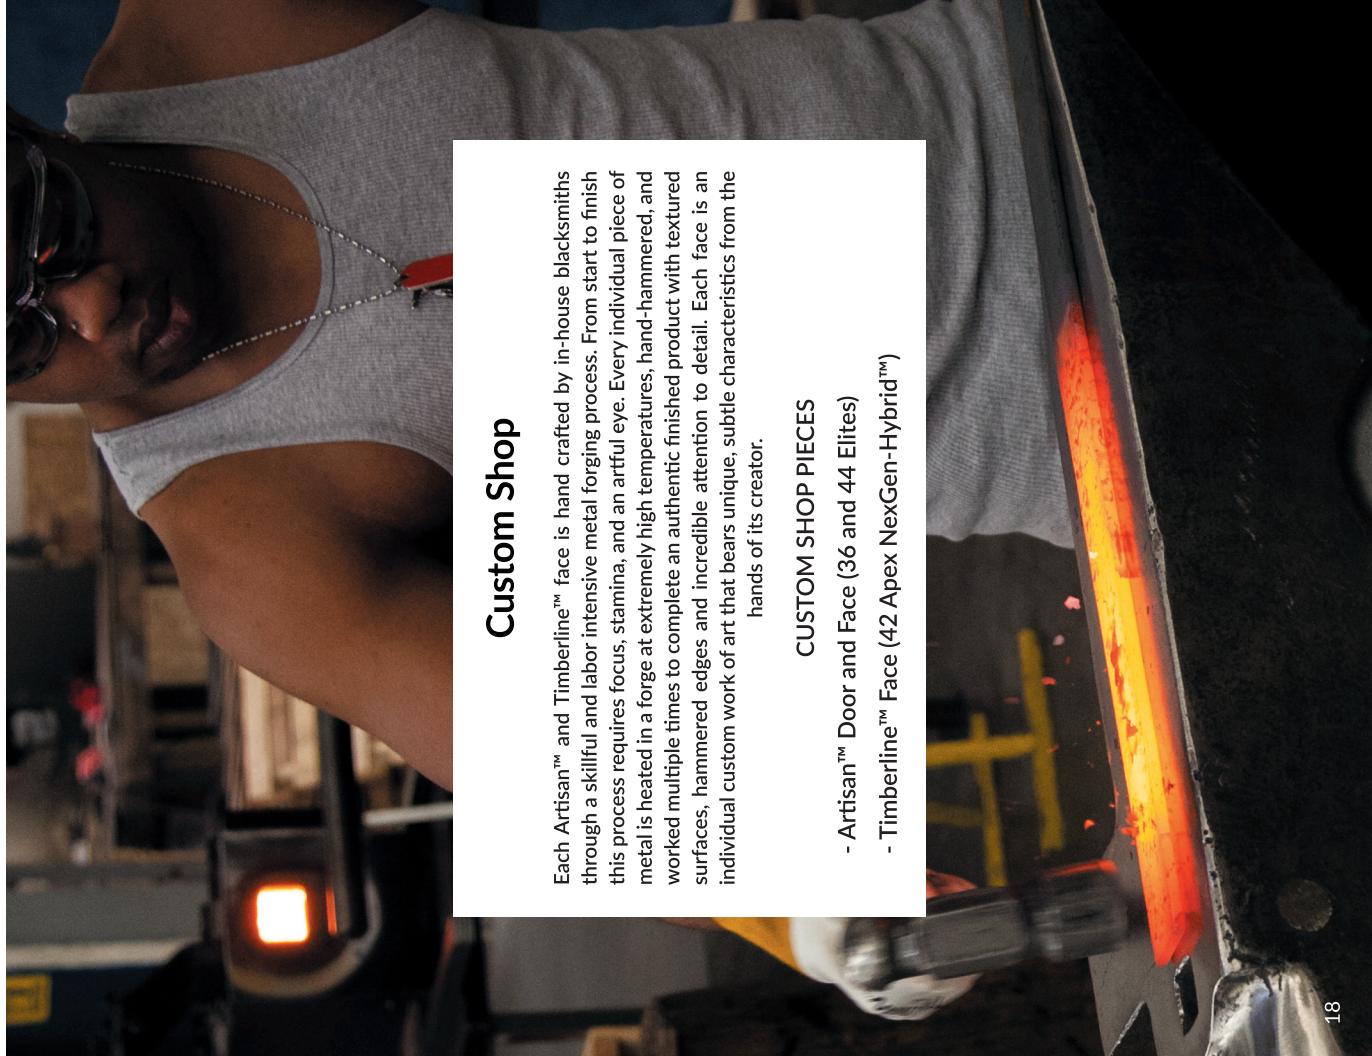 Custom Shop
Each Artisan™ and Timberline™ face is hand crafted by in-house blacksmiths
through a skillful and labor intensive metal forging process. From start to finish
this process requires focus, stamina, and an artful eye. Every individual piece of
metal is heated in a forge at extremely high temperatures, hand-hammered, and
worked multiple times to complete an authentic finished product with textured
surfaces, hammered edges and incredible attention to detail. Each face is an
individual custom work of art that bears unique, subtle characteristics from the
hands of its creator.
CUSTOM SHOP PIECES
- Artisan™ Door and Face (36 and 44 Elites)
- Timberline™ Face (42 Apex NexGen-Hybrid™)
18